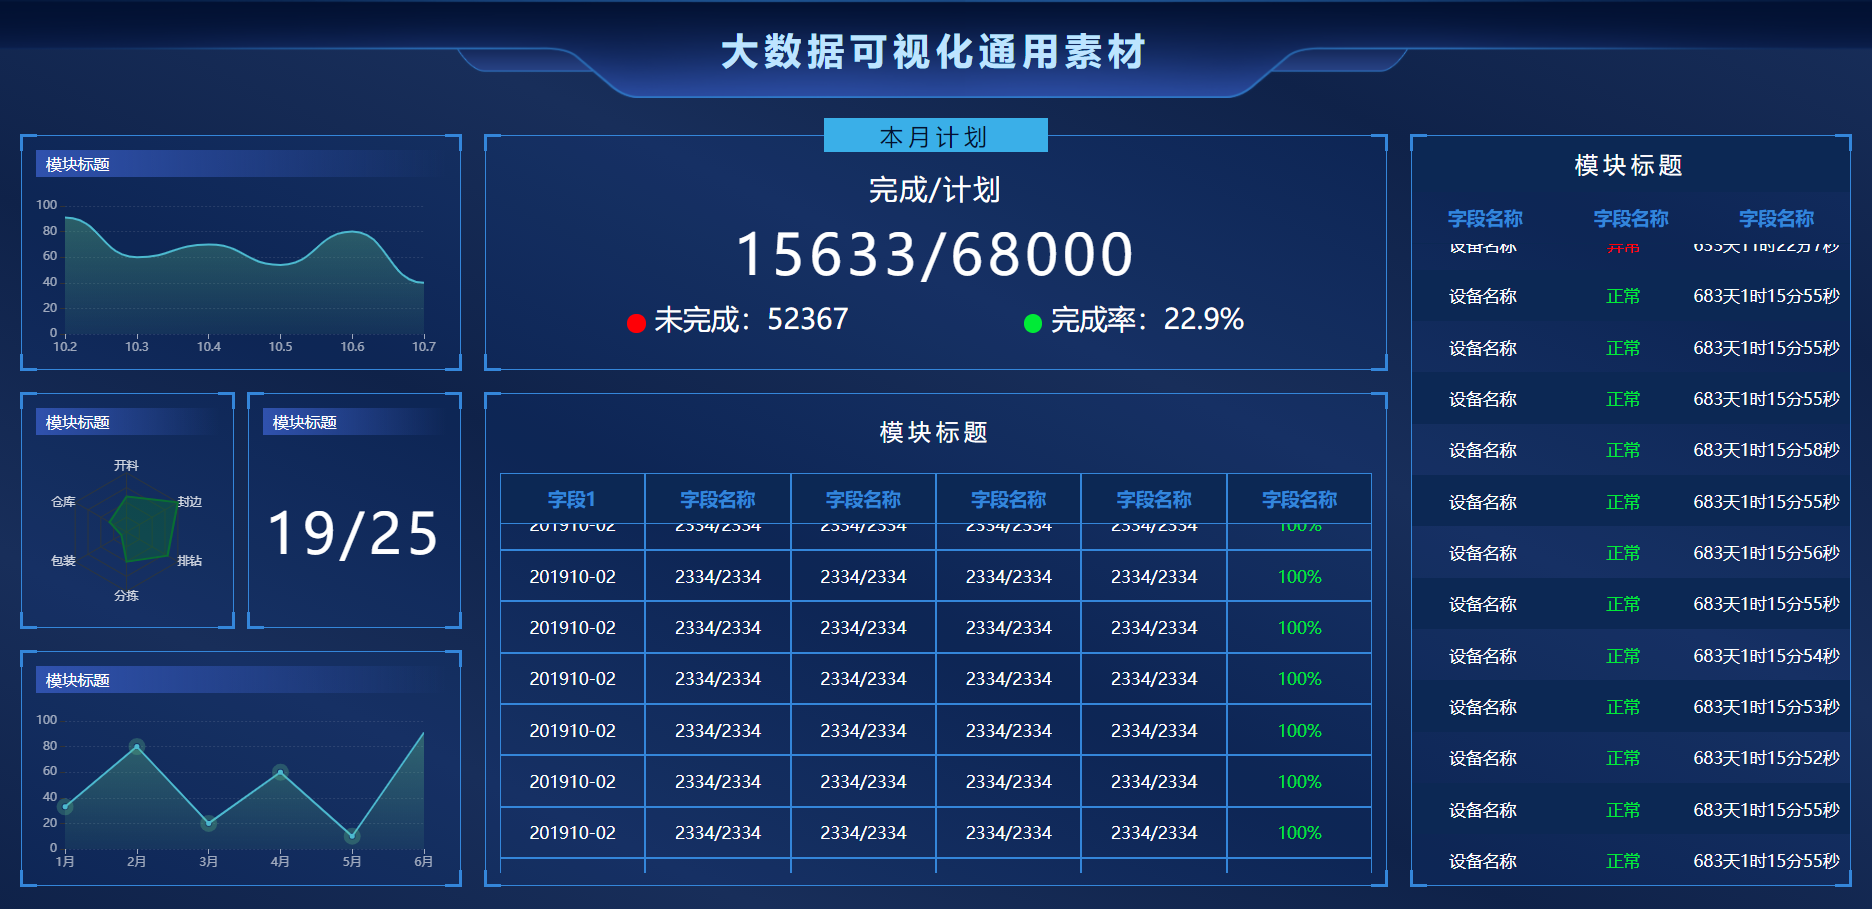 大数据可视化通用素材
模块标题
100
80
60
40
20
0
10.2 10.3 10.4 10.5 10.6 10.7
本月计划
完成/计划
15633/68000
未完成：52367 完成率：22.9%
模块标题
开料
仓库 封边
包装 排钻
分拣
模块标题
19/25
模块标题
100
80
60
40
20
0
1月 2月 3月 4月 5月 6月
模块标题
字段1 字段名称 字段名称 字段名称 字段名称 字段名称
201910-02 2334/2334 2334/2334 2334/2334 2334/2334 100%
201910-02 2334/2334 2334/2334 2334/2334 2334/2334 100%
201910-02 2334/2334 2334/2334 2334/2334 2334/2334 100%
201910-02 2334/2334 2334/2334 2334/2334 2334/2334 100%
201910-02 2334/2334 2334/2334 2334/2334 2334/2334 100%
201910-02 2334/2334 2334/2334 2334/2334 2334/2334 100%
201910-02 2334/2334 2334/2334 2334/2334 2334/2334 100%
模块标题
字段名称 字段名称 字段名称
设备名称 异常
设备名称 正常 683天1时15分55秒
设备名称 正常 683天1时15分55秒
设备名称 正常 683天1时15分55秒
设备名称 正常 683天1时15分58秒
设备名称 正常 683天1时15分55秒
设备名称 正常 683天1时15分56秒
设备名称 正常 683天1时15分55秒
设备名称 正常 683天1时15分54秒
设备名称 正常 683天1时15分53秒
设备名称 正常 683天1时15分52秒
设备名称 正常 683天1时15分55秒
设备名称 正常 683天1时15分55秒